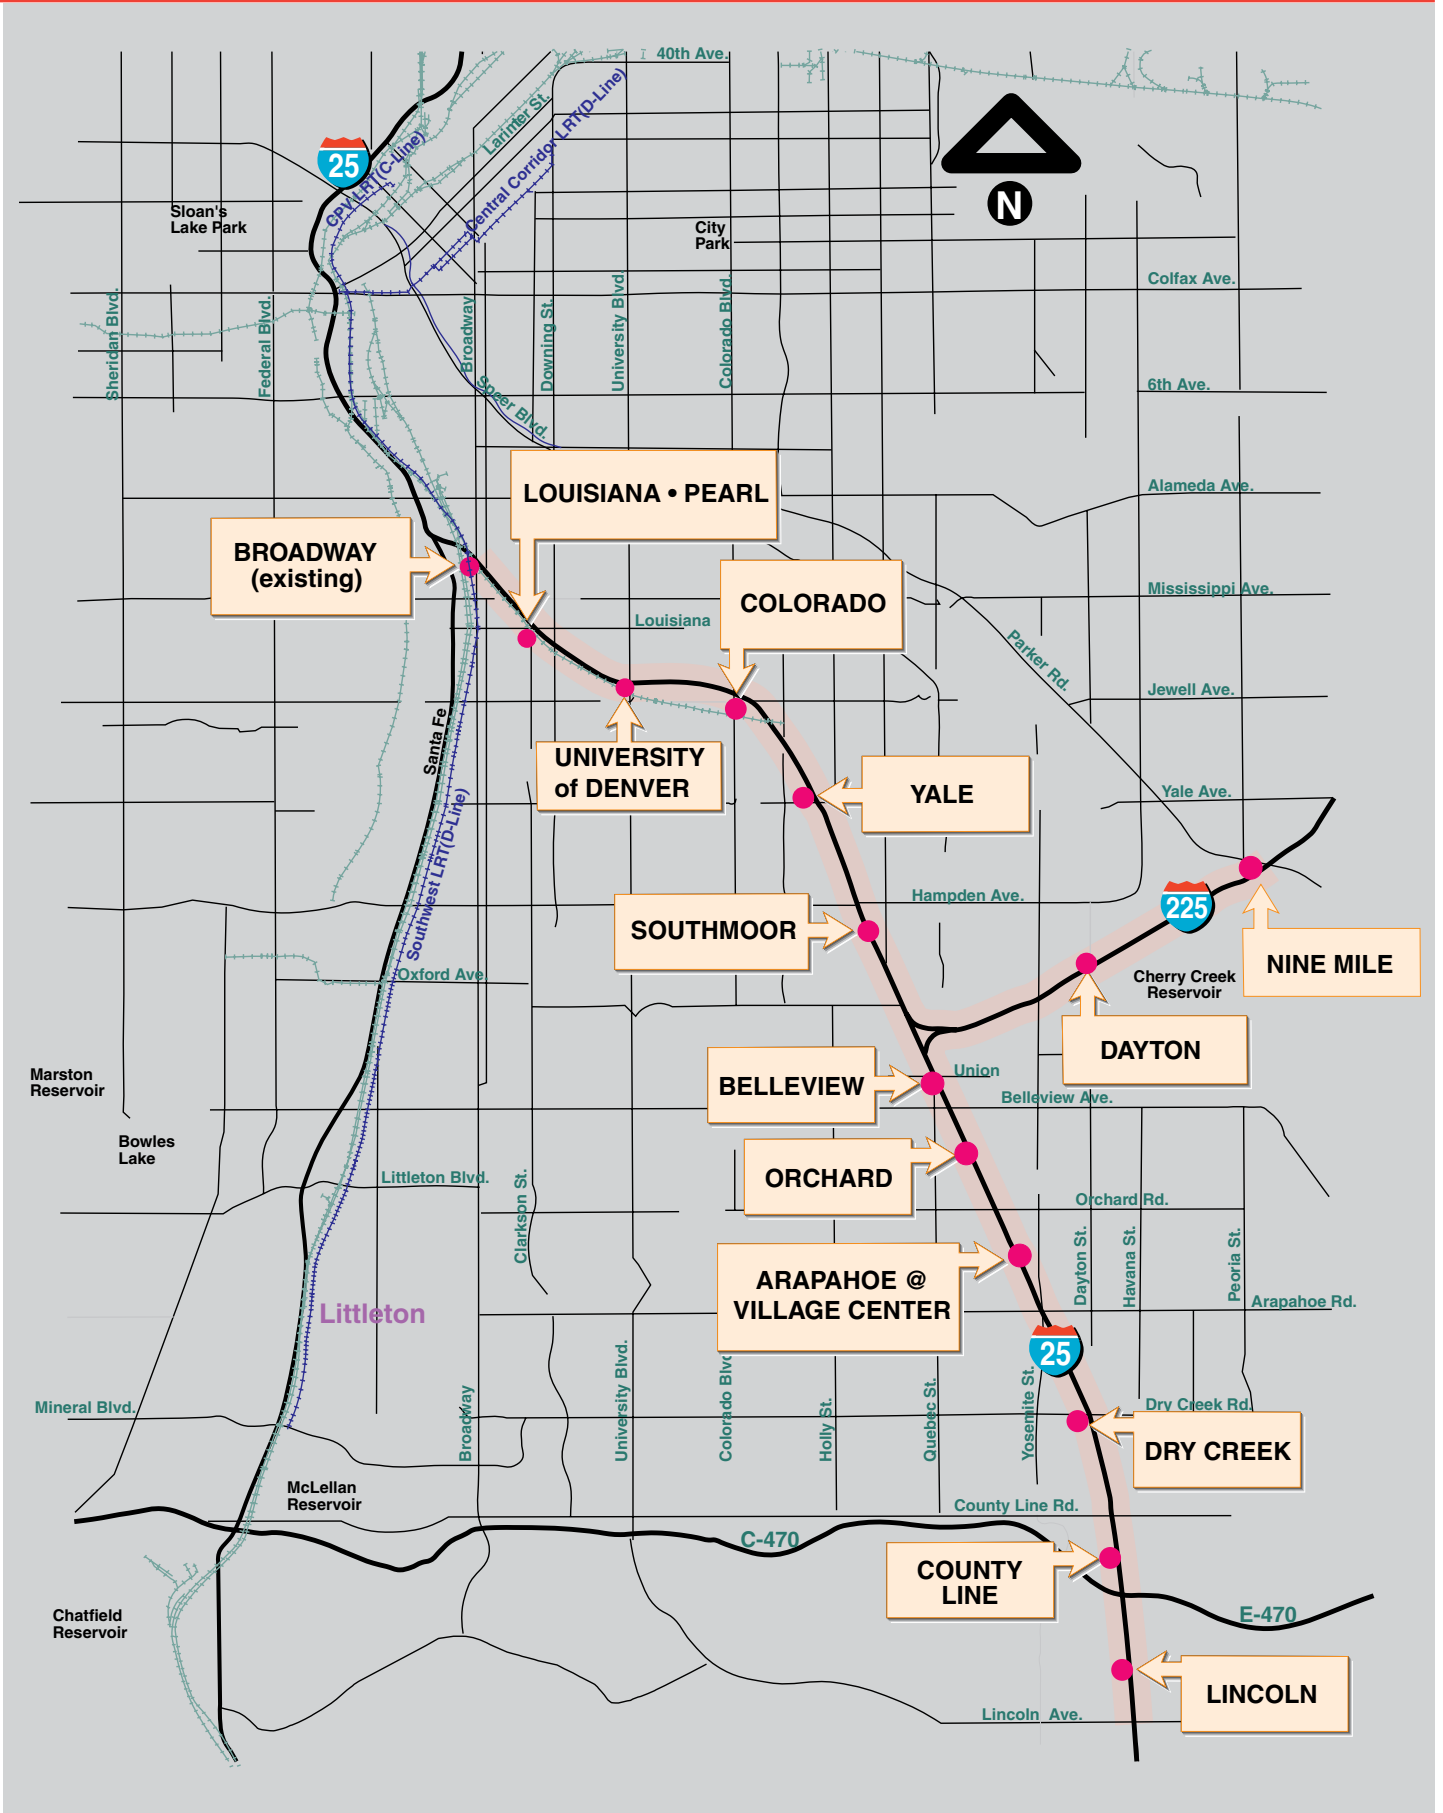 40th Ave.
Larimer St.
Central Corridor LRT(D-Line)
CPV LRT(C-Line)
25
N
Sloan's
Lake Park
City
Park
Colfax Ave.
Sheridan Blvd.
Federal Blvd.
Broadway
Downing St.
University Blvd.
Colorado Blvd.
6th Ave.
Speer Blvd.
LOUISIANA • PEARL
Alameda Ave.
BROADWAY
(existing)
COLORADO
Mississippi Ave.
Louisiana
Parker Rd.
Jewell Ave.
Santa Fe
UNIVERSITY
of DENVER
YALE
Yale Ave.
Southwest LRT(D-Line)
Hampden Ave.
225
SOUTHMOOR
NINE MILE
Oxford Ave.
Cherry Creek
Reservoir
DAYTON
Marston
Reservoir
BELLEVIEW
Union
Belleview Ave.
Bowles
Lake
ORCHARD
Littleton Blvd.
Clarkson St.
Orchard Rd.
Dayton St.
Havana St.
Peoria St.
ARAPAHOE @
VILLAGE CENTER
Arapahoe Rd.
Littleton
25
Mineral Blvd.
Broadway
University Blvd.
Colorado Blvd
Holly St.
Quebec St.
Yosemite St.
Dry Creek Rd.
DRY CREEK
McLellan
Reservoir
County Line Rd.
C-470
COUNTY
LINE
E-470
Chatfield
Reservoir
LINCOLN
Lincoln Ave.